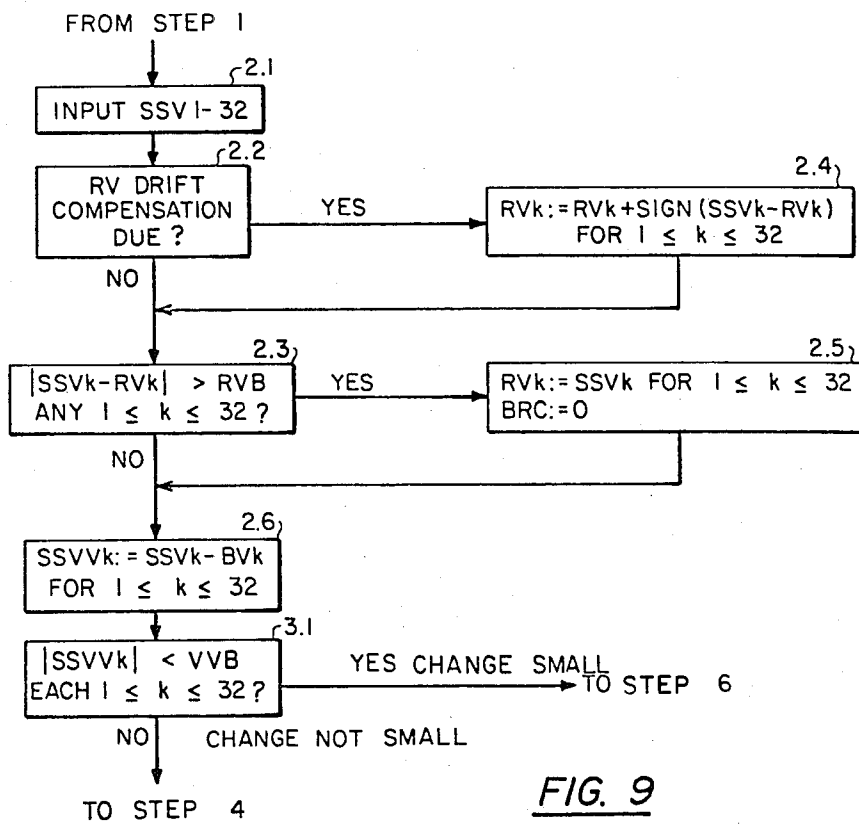 FROM STEP 1
2.1
INPUT SSV 1-32
2.2
RV DRIFT
COMPENSATION
DUE ?
YES
2.4
RVk:= RVk+SIGN (SSVk-RVk)
FOR 1 ≤ k ≤ 32
NO
2.3
|SSVk-RVk| > RVB
ANY 1 ≤ k ≤ 32 ?
YES
2.5
RVk:= SSVk FOR 1 ≤ k ≤ 32
BRC:=0
NO
2.6
SSVVk:= SSVk- BVk
FOR 1 ≤ k ≤ 32
3.1
|SSVVk| < VVB
EACH 1 ≤ k ≤ 32 ?
YES CHANGE SMALL
TO STEP 6
NO CHANGE NOT SMALL
TO STEP 4
FIG. 9